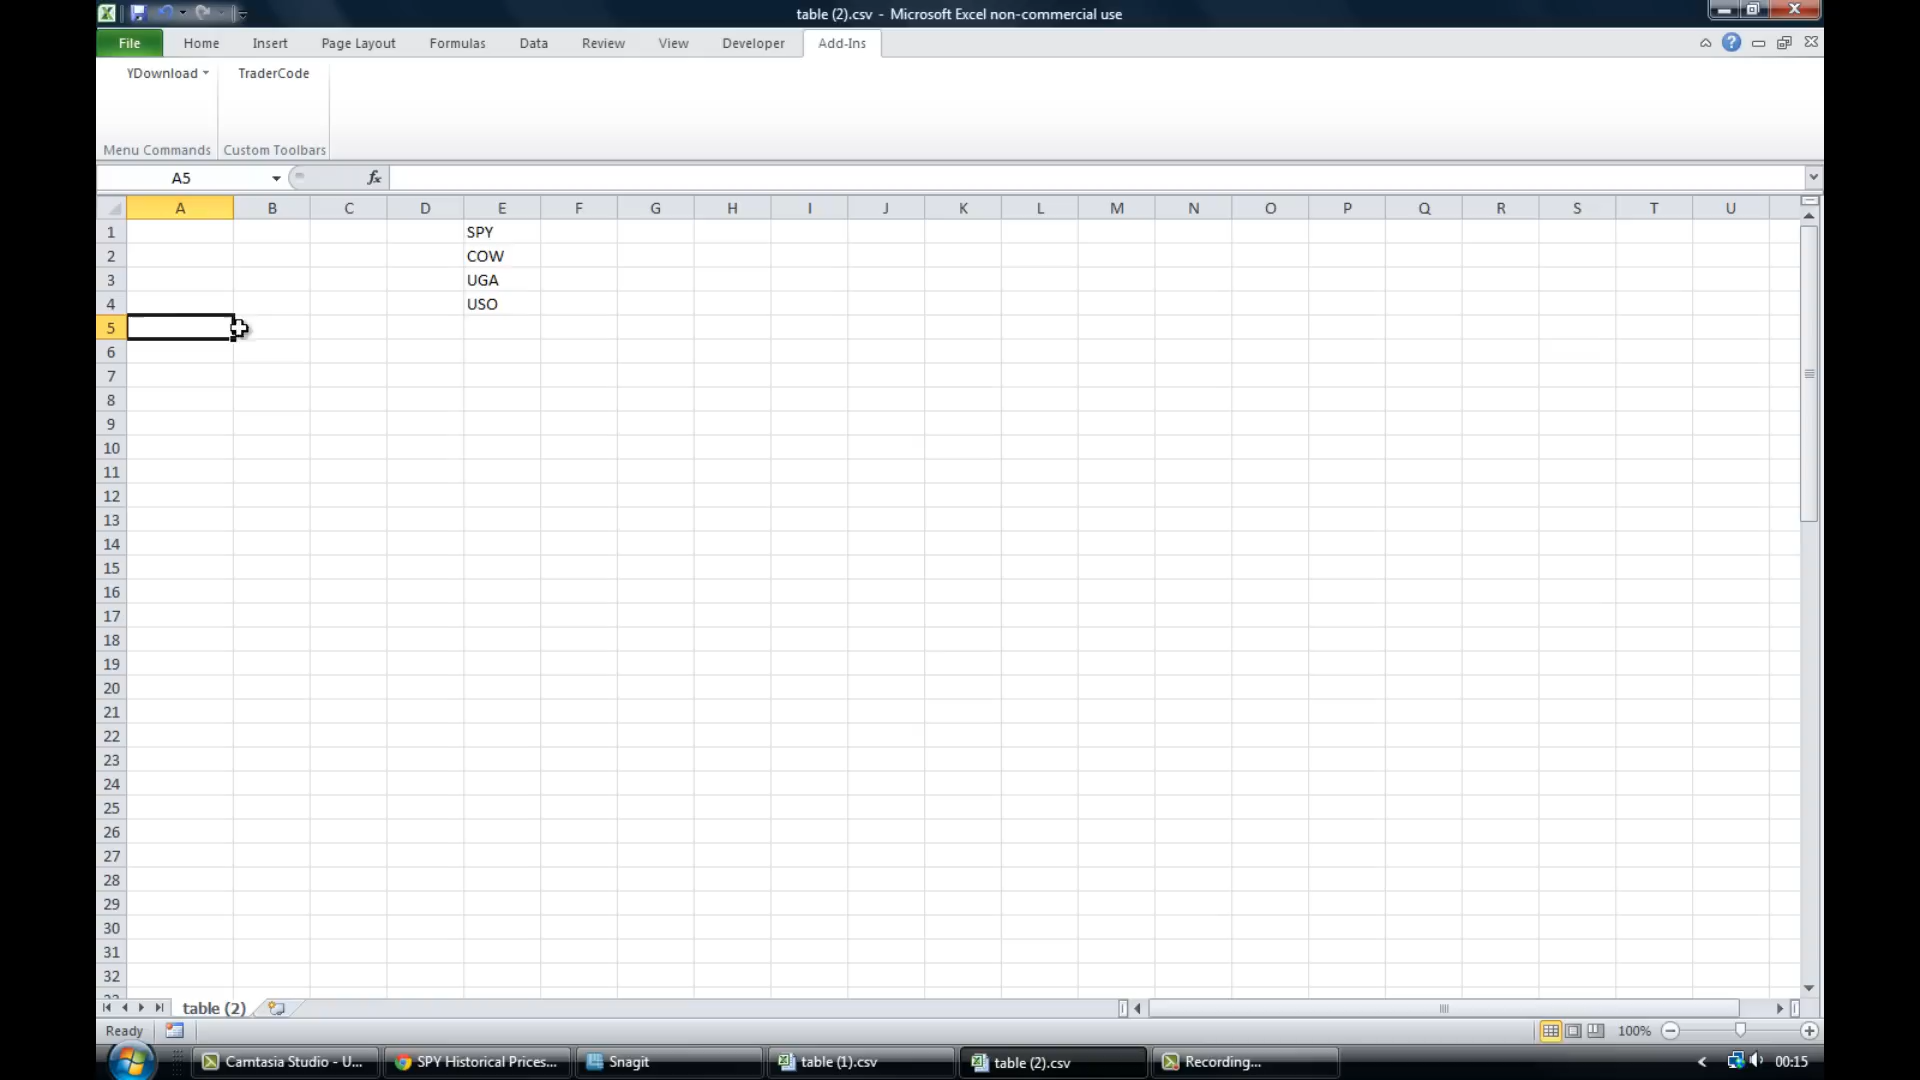 table (2).csv - Microsoft Excel non-commercial use
File Home Insert Page Layout Formulas Data Review View Developer Add-Ins
YDownload TraderCode
Menu Commands Custom Toolbars
A5 fx
A B C D E F G H I J K L M N O P Q R S T U
1 SPY
2 COW
3 UGA
4 USO
5
6
7
8
9
10
11
12
13
14
15
16
17
18
19
20
21
22
23
24
25
26
27
28
29
30
31
32
table (2)
Ready 100%
Camtasia Studio - U... SPY Historical Prices... Snagit table (1).csv table (2).csv Recording... 00:15